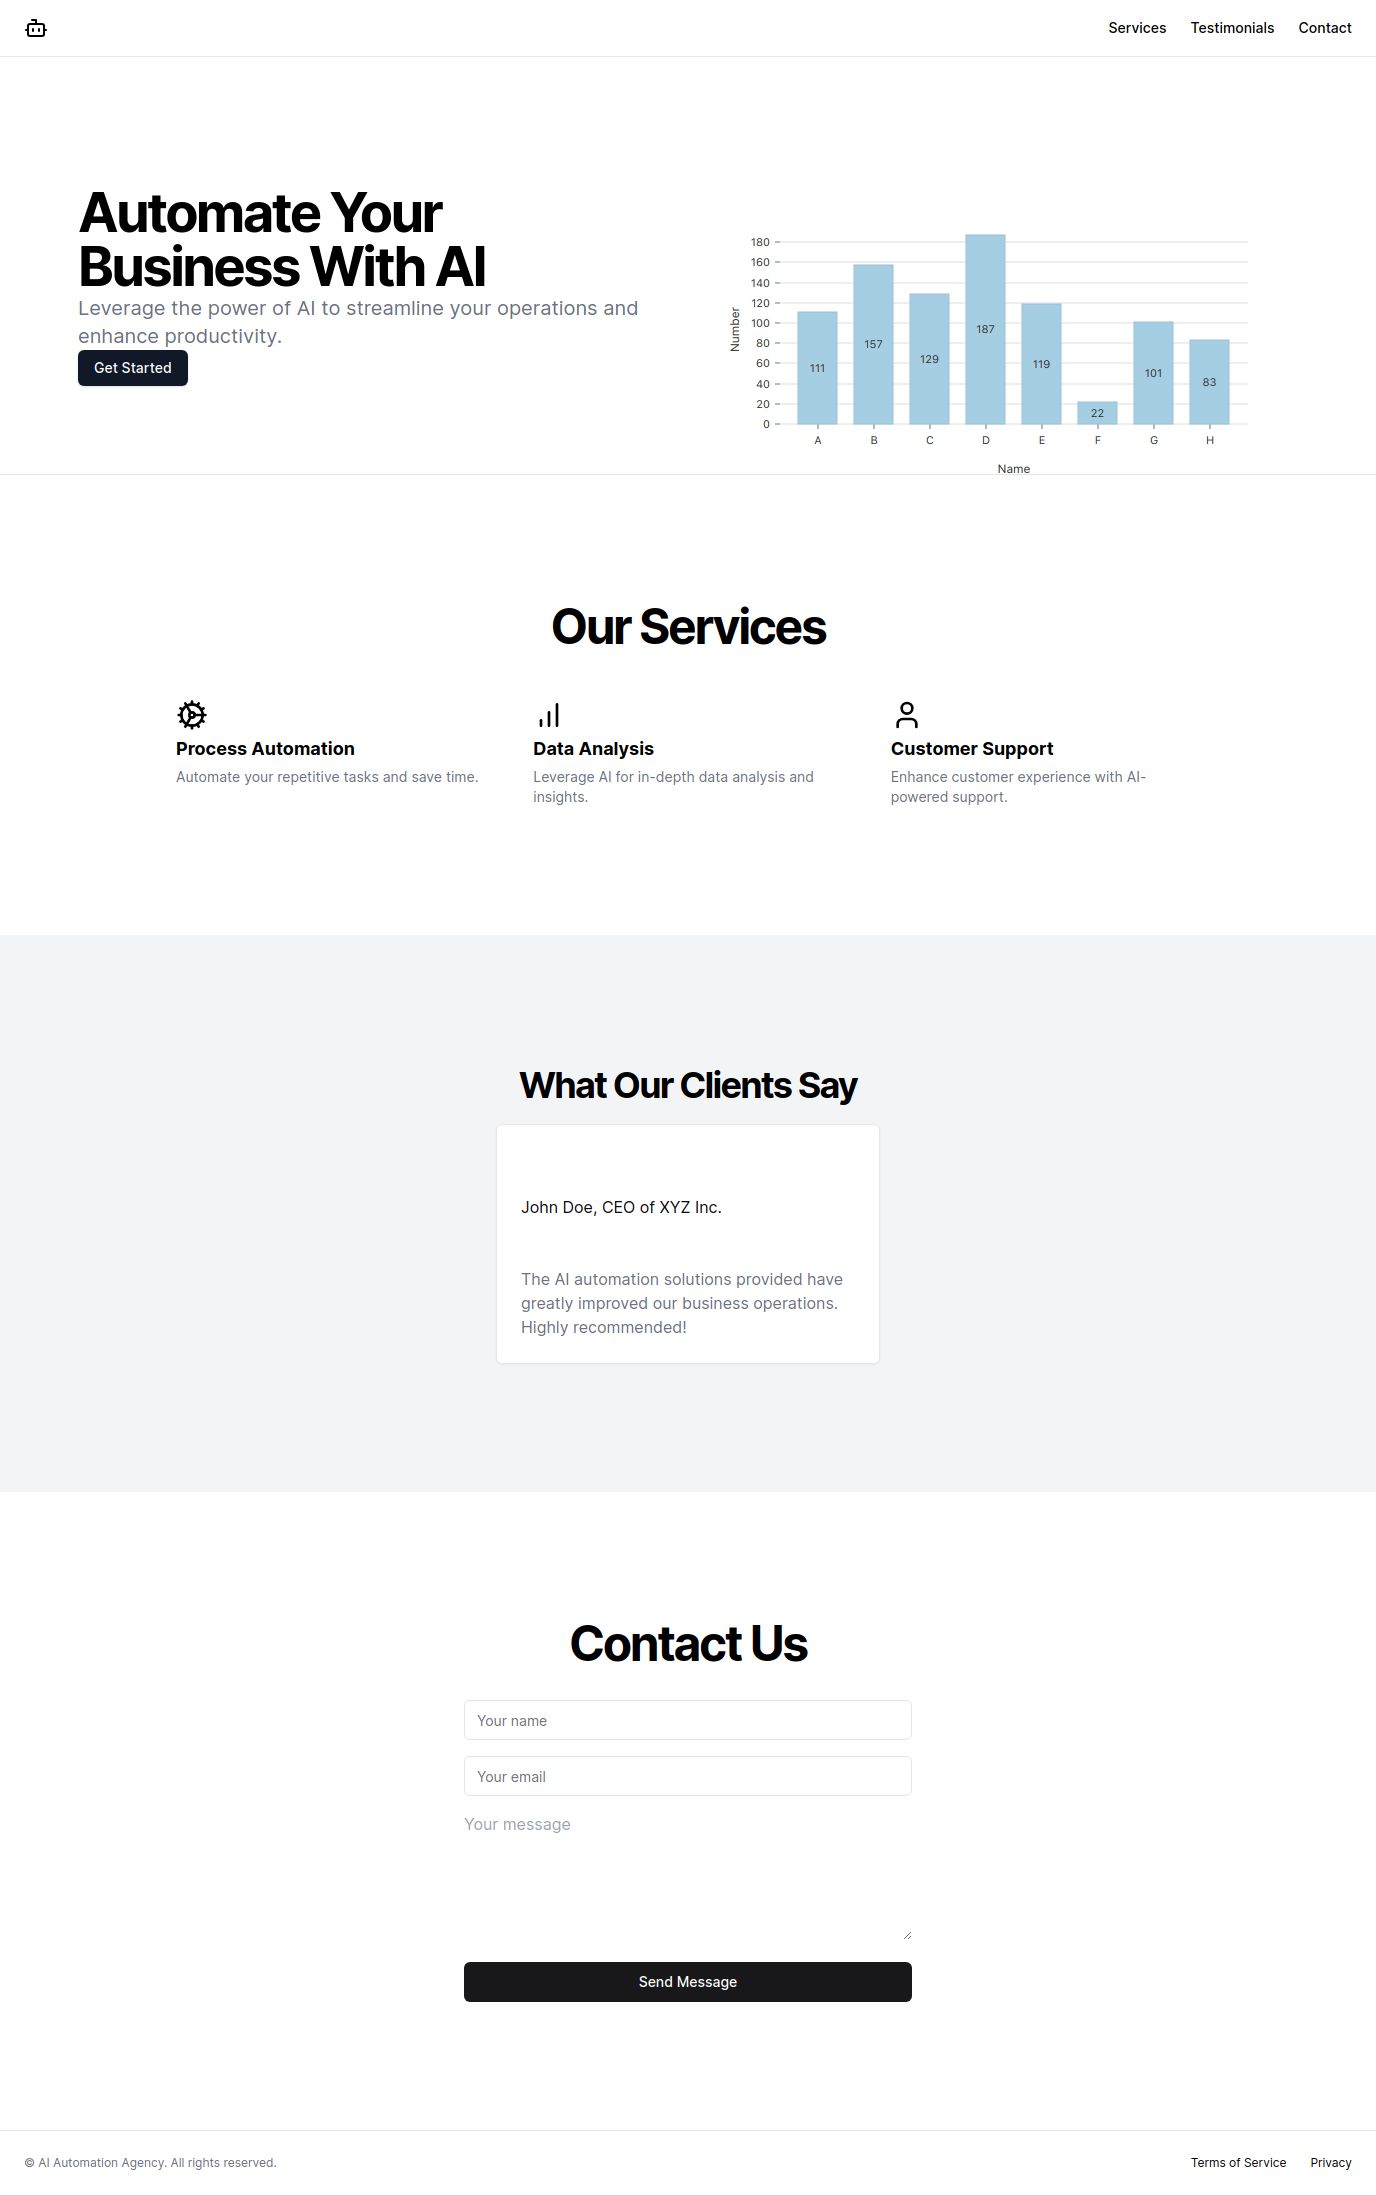 Services Testimonials Contact
Automate Your
Business With AI
Leverage the power of AI to streamline your operations and
enhance productivity.
Get Started
Number
180
160
140
120
100
80
60
40
20
0
111
157
129
187
119
22
101
83
A B C D E F G H
Name
Our Services
Process Automation
Automate your repetitive tasks and save time.
Data Analysis
Leverage AI for in-depth data analysis and
insights.
Customer Support
Enhance customer experience with AI-
powered support.
What Our Clients Say
John Doe, CEO of XYZ Inc.
The AI automation solutions provided have
greatly improved our business operations.
Highly recommended!
Contact Us
Your name
Your email
Your message
Send Message
© AI Automation Agency. All rights reserved.
Terms of Service Privacy